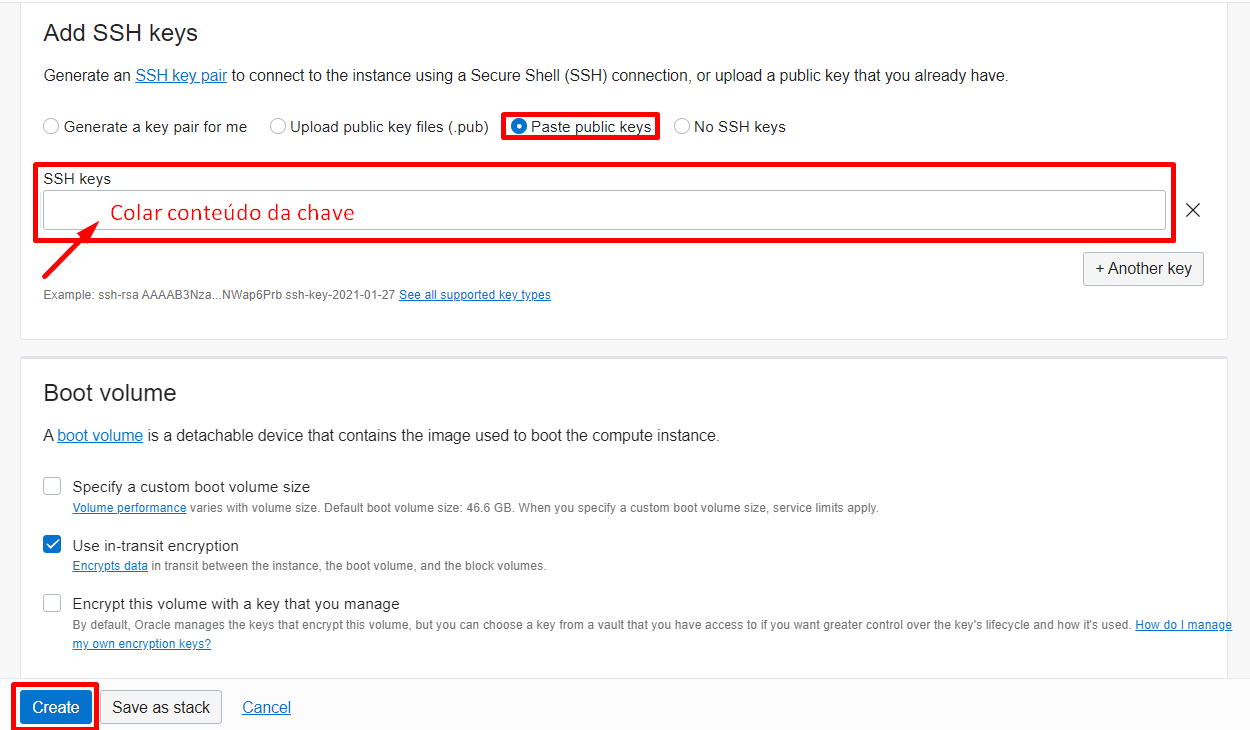 Add SSH keys
Generate an SSH key pair to connect to the instance using a Secure Shell (SSH) connection, or upload a public key that you already have.
Generate a key pair for me Upload public key files (.pub) Paste public keys No SSH keys
SSH keys
Colar conteúdo da chave
+ Another key
Example: ssh-rsa AAAAB3Nza...NWap6Prb ssh-key-2021-01-27 See all supported key types
Boot volume
A boot volume is a detachable device that contains the image used to boot the compute instance.
Specify a custom boot volume size
Volume performance varies with volume size. Default boot volume size: 46.6 GB. When you specify a custom boot volume size, service limits apply.
Use in-transit encryption
Encrypts data in transit between the instance, the boot volume, and the block volumes.
Encrypt this volume with a key that you manage
By default, Oracle manages the keys that encrypt this volume, but you can choose a key from a vault that you have access to if you want greater control over the key's lifecycle and how it's used. How do I manage
my own encryption keys?
Create Save as stack Cancel